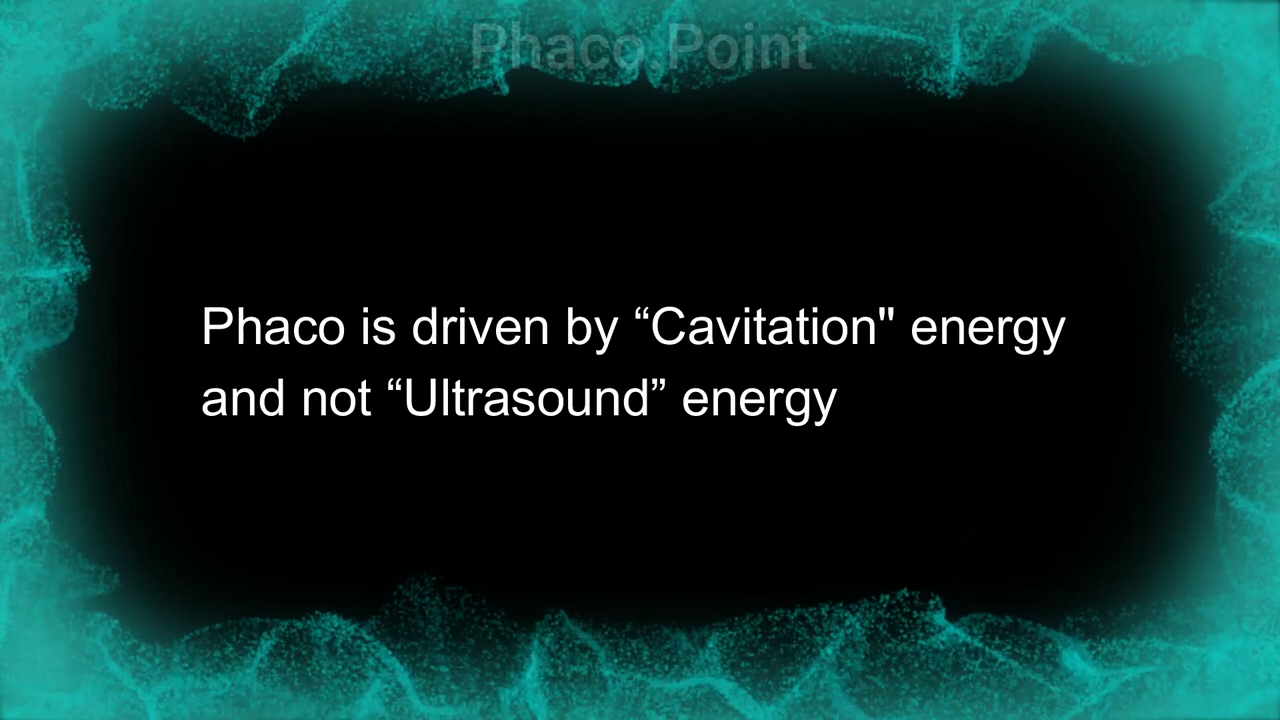 Phaco.Point
Phaco is driven by “Cavitation" energy
and not “Ultrasound” energy